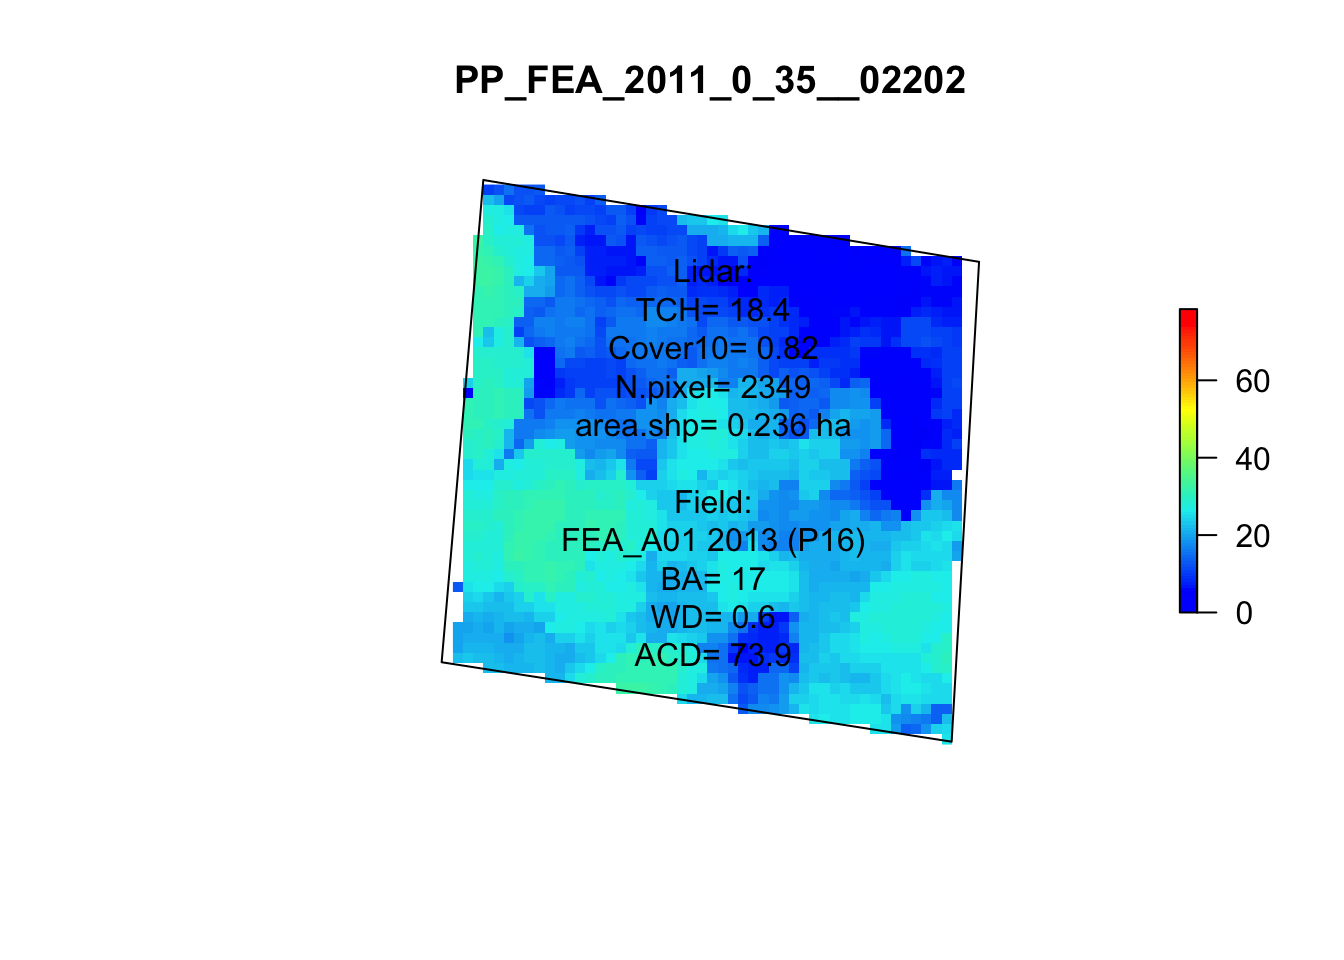 PP_FEA_2011_0_35__02202
Lidar:
TCH= 18.4
Cover10= 0.82
N.pixel= 2349
area.shp= 0.236 ha
Field:
FEA_A01 2013 (P16)
BA= 17
WD= 0.6
ACD= 73.9
60
40
20
0